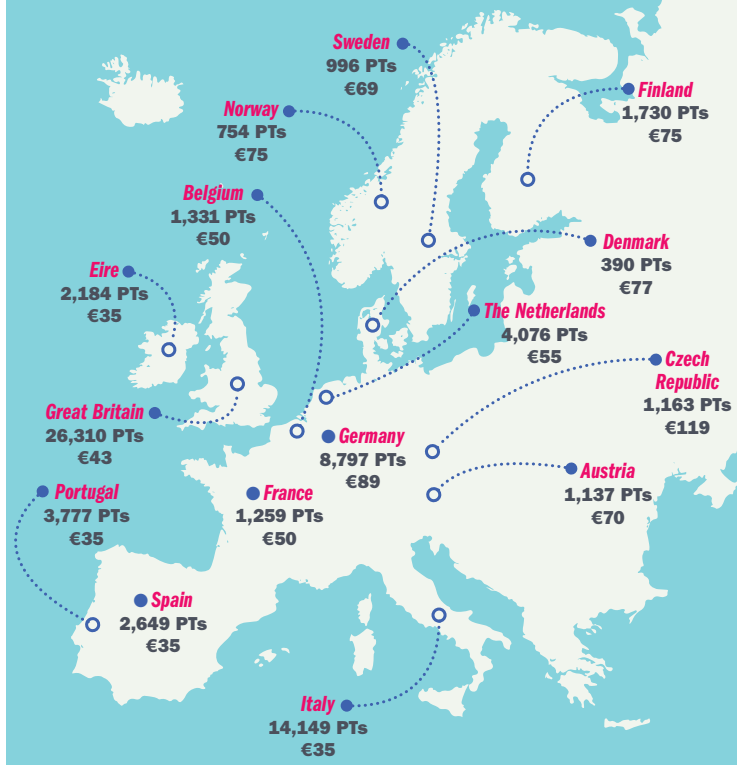 Sweden
996 PTs
€69
Finland
1,730 PTs
€75
Norway
754 PTs
€75
Belgium
1,331 PTs
€50
Denmark
390 PTs
€77
Eire
2,184 PTs
€35
The Netherlands
4,076 PTs
€55
Czech
Republic
1,163 PTs
€119
Great Britain
26,310 PTs
€43
Germany
8,797 PTs
€89
Austria
1,137 PTs
€70
Portugal
3,777 PTs
€35
France
1,259 PTs
€50
Spain
2,649 PTs
€35
Italy
14,149 PTs
€35